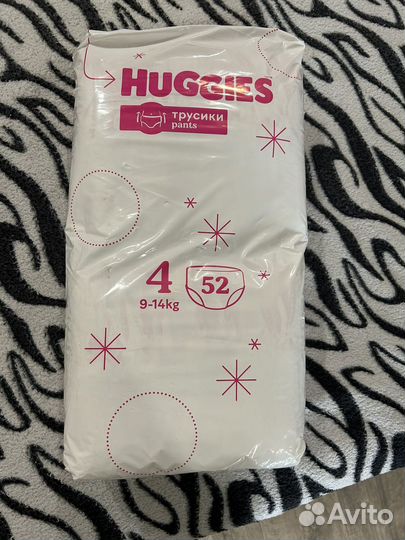 HUGGIES
трусики
pants
4 52
9-14kg
Avito